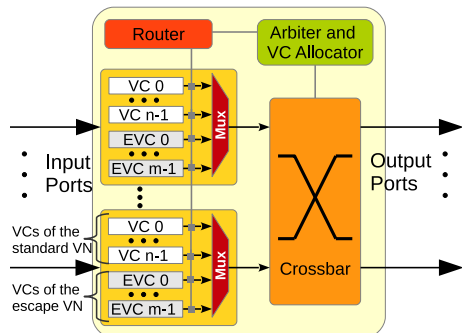 Router
Arbiter and
VC Allocator
VC 0
VC n-1
EVC 0
EVC m-1
Mux
Input
Ports
Output
Ports
VCs of the
standard VN
VCs of the
escape VN
VC 0
VC n-1
EVC 0
EVC m-1
Mux
Crossbar